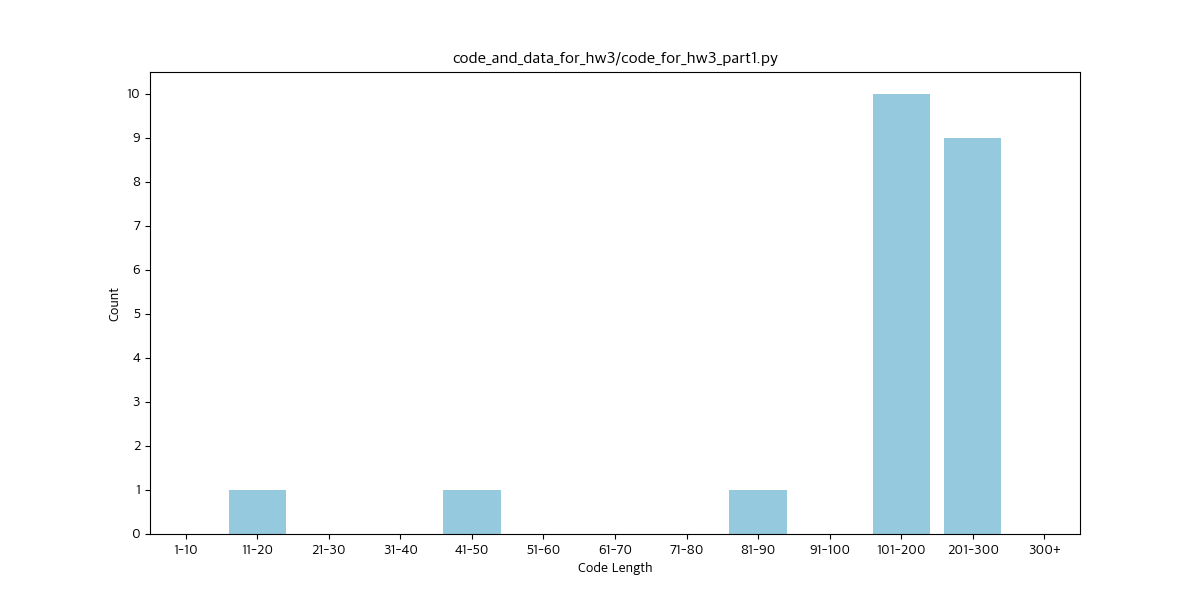 code_and_data_for_hw3/code_for_hw3_part1.py
10
9
8
7
6
5
4
3
2
1
0
Count
1-10 11-20 21-30 31-40 41-50 51-60 61-70 71-80 81-90 91-100 101-200 201-300 300+
Code Length